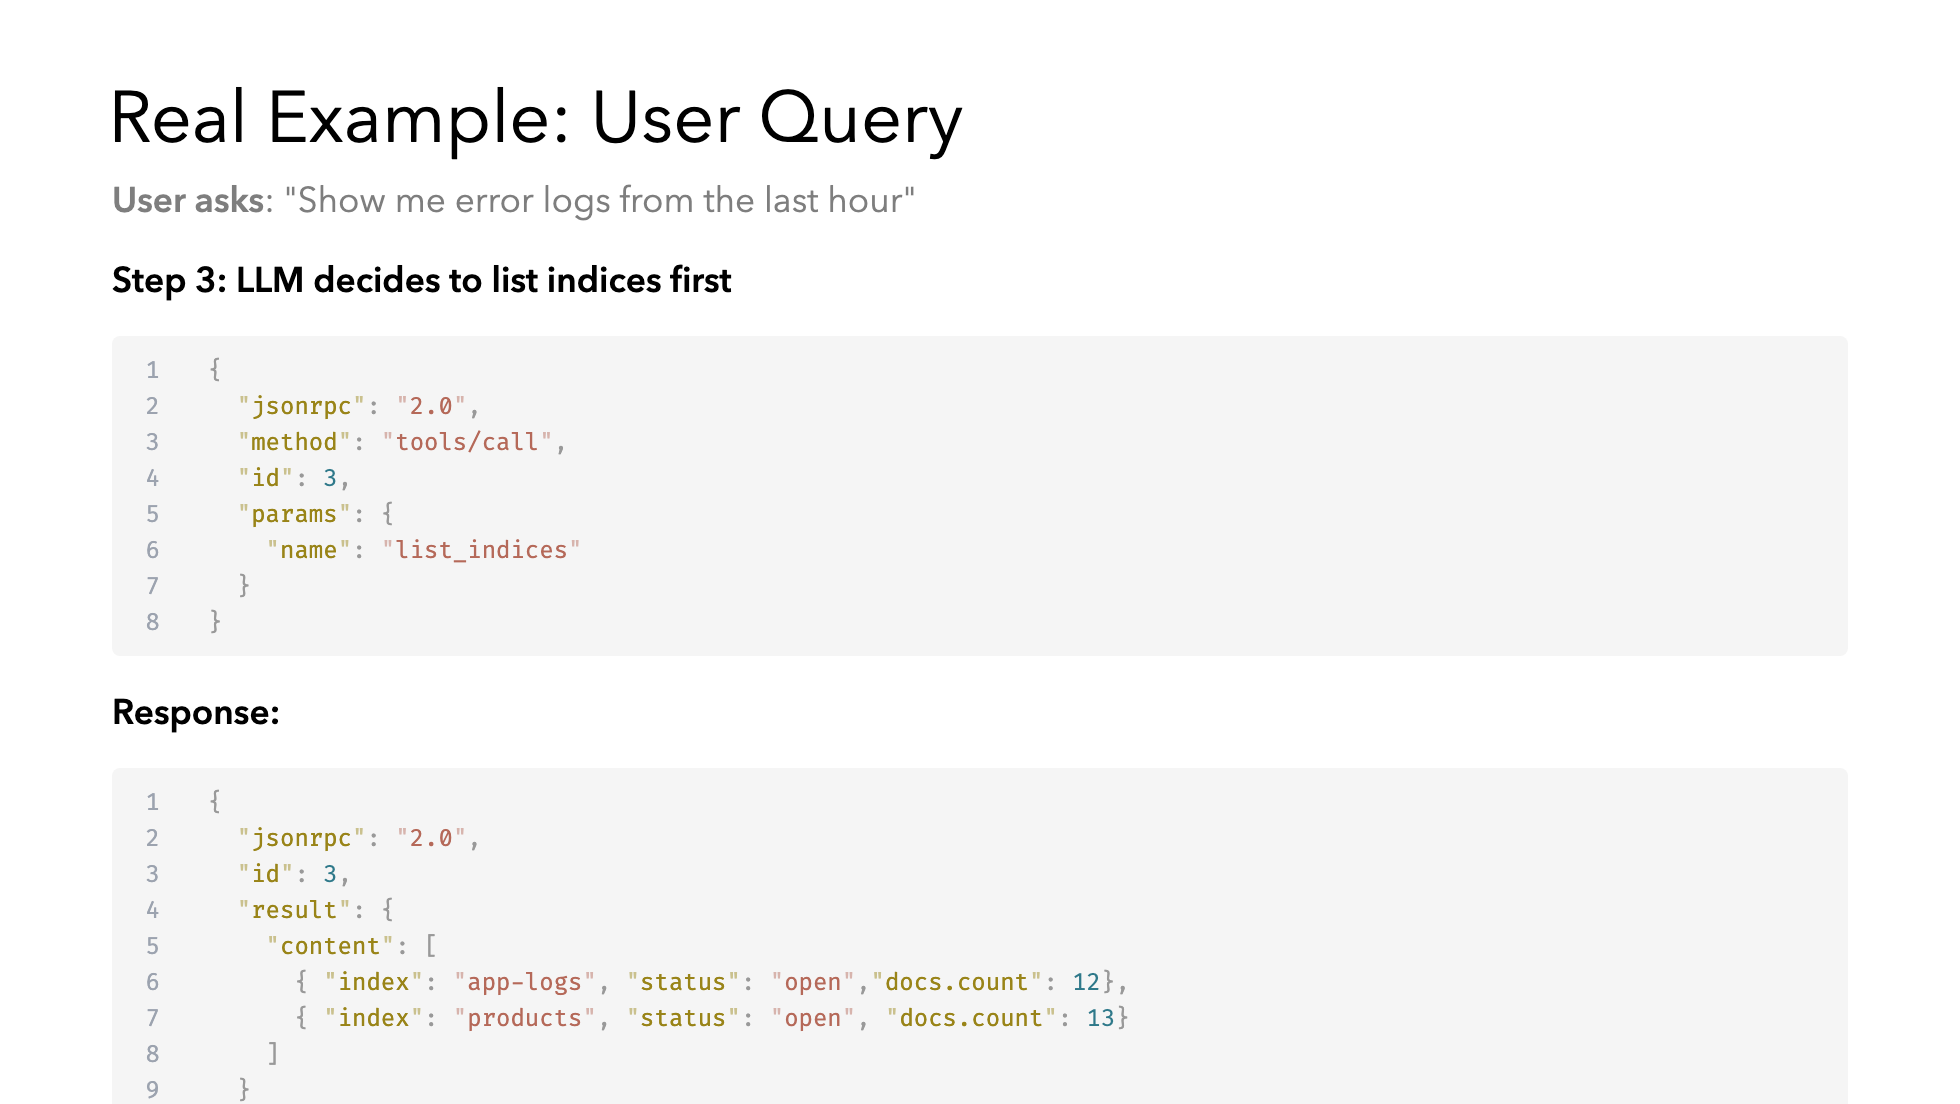 Real Example: User Query
User asks: "Show me error logs from the last hour"
Step 3: LLM decides to list indices first
1 {
2   "jsonrpc": "2.0",
3   "method": "tools/call",
4   "id": 3,
5   "params": {
6     "name": "list_indices"
7   }
8 }
Response:
1 {
2   "jsonrpc": "2.0",
3   "id": 3,
4   "result": {
5     "content": [
6       { "index": "app-logs", "status": "open","docs.count": 12},
7       { "index": "products", "status": "open", "docs.count": 13}
8     ]
9   }